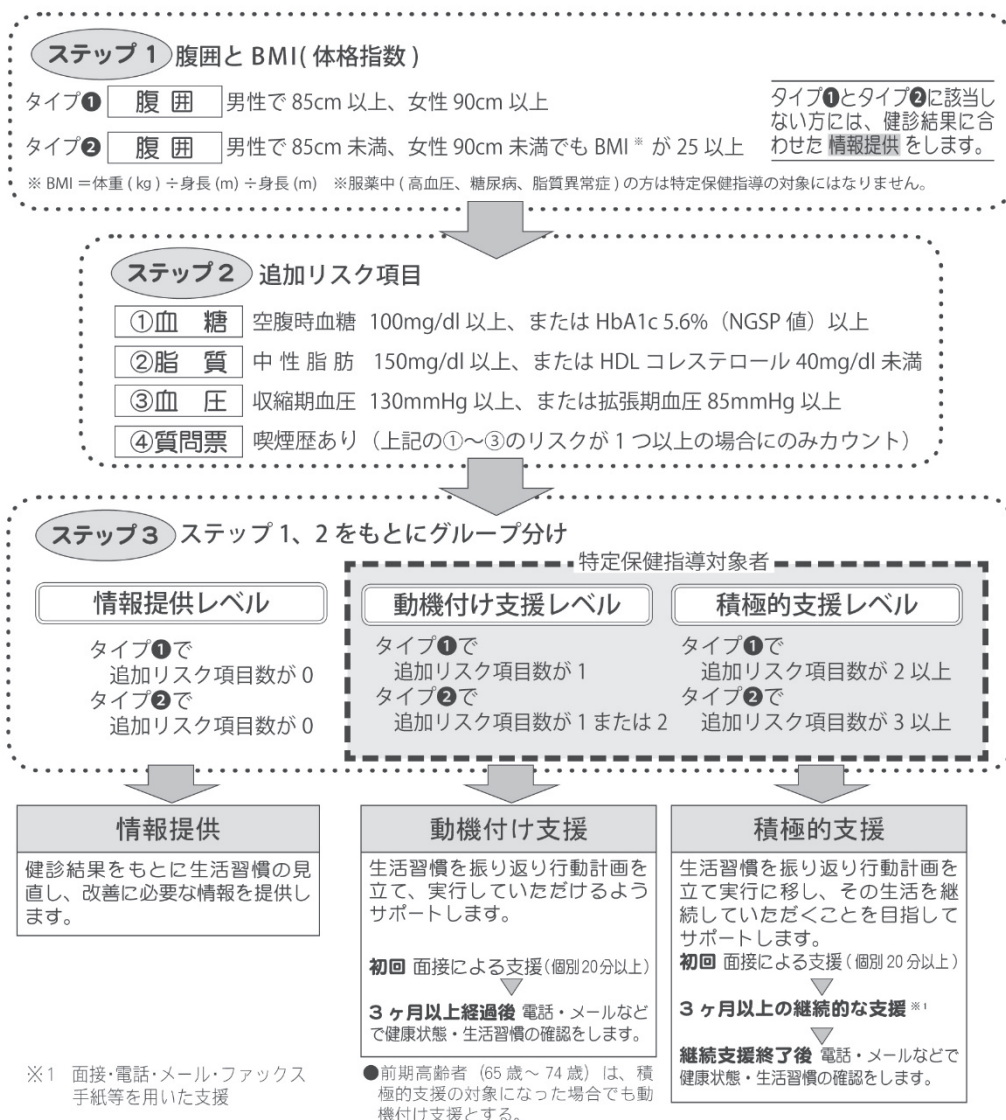 ステップ 1 腹囲と BMI( 体格指数 )
タイプ❶ 腹 囲 男性で 85cm 以上、女性 90cm 以上
タイプ❷ 腹 囲 男性で 85cm 未満、女性 90cm 未満でも BMI※ が 25 以上
タイプ❶とタイプ❷に該当し
ない方には、健診結果に合
わせた 情報提供 をします。
※ BMI ＝体重 ( kg ) ÷身長 (m) ÷身長 (m) ※服薬中 ( 高血圧、糖尿病、脂質異常症 ) の方は特定保健指導の対象にはなりません。
ステップ 2 追加リスク項目
①血 糖 空腹時血糖 100mg/dl 以上、または HbA1c 5.6%（NGSP 値）以上
②脂 質 中 性 脂 肪 150mg/dl 以上、または HDL コレステロール 40mg/dl 未満
③血 圧 収縮期血圧 130mmHg 以上、または拡張期血圧 85mmHg 以上
④質問票 喫煙歴あり（上記の①～③のリスクが 1 つ以上の場合にのみカウント）
ステップ 3 ステップ 1、2 をもとにグループ分け
特定保健指導対象者
情報提供レベル
タイプ❶で
追加リスク項目数が 0
タイプ❷で
追加リスク項目数が 0
動機付け支援レベル
タイプ❶で
追加リスク項目数が 1
タイプ❷で
追加リスク項目数が 1 または 2
積極的支援レベル
タイプ❶で
追加リスク項目数が 2 以上
タイプ❷で
追加リスク項目数が 3 以上
情報提供
健診結果をもとに生活習慣の見
直し、改善に必要な情報を提供し
ます。
動機付け支援
生活習慣を振り返り行動計画を
立て、実行していただけるよう
サポートします。
初回 面接による支援（個別20分以上）
3 ヶ月以上経過後 電話・メールなど
で健康状態・生活習慣の確認をします。
積極的支援
生活習慣を振り返り行動計画を
立て実行に移し、その生活を継
続していただくことを目指して
サポートします。
初回 面接による支援（個別 20 分以上）
3 ヶ月以上の継続的な支援 ※1
継続支援終了後 電話・メールなどで
健康状態・生活習慣の確認をします。
※1 面接・電話・メール・ファックス
手紙等を用いた支援
●前期高齢者（65 歳～ 74 歳）は、積
極的支援の対象になった場合でも動
機付け支援とする。